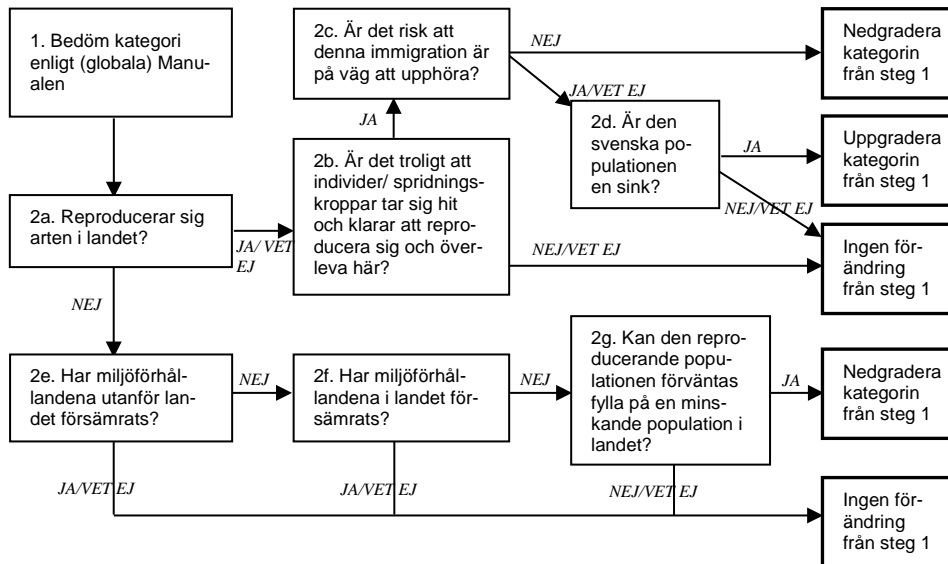 1. Bedöm kategori
enligt (globala) Manu-
alen
2c. Är det risk att
denna immigration är
på väg att upphöra?
NEJ
Nedgradera
kategorin
från steg 1
JA/VET EJ
JA
2d. Är den
svenska po-
pulationen
en sink?
JA
Uppgradera
kategorin
från steg 1
NEJ/VET EJ
2a. Reproducerar sig
arten i landet?
JA/ VET
EJ
2b. Är det troligt att
individer/ spridnings-
kroppar tar sig hit
och klarar att repro-
ducera sig och över-
leva här?
NEJ/VET EJ
Ingen för-
ändring
från steg 1
NEJ
2e. Har miljöförhål-
landena utanför lan-
det försämrats?
NEJ
2f. Har miljöförhål-
landena i landet för-
sämrats?
NEJ
2g. Kan den repro-
ducerande popu-
lationen förväntas
fylla på en mins-
kande population i
landet?
JA
Nedgradera
kategorin
från steg 1
JA/VET EJ
JA/VET EJ
NEJ/VET EJ
Ingen för-
ändring
från steg 1